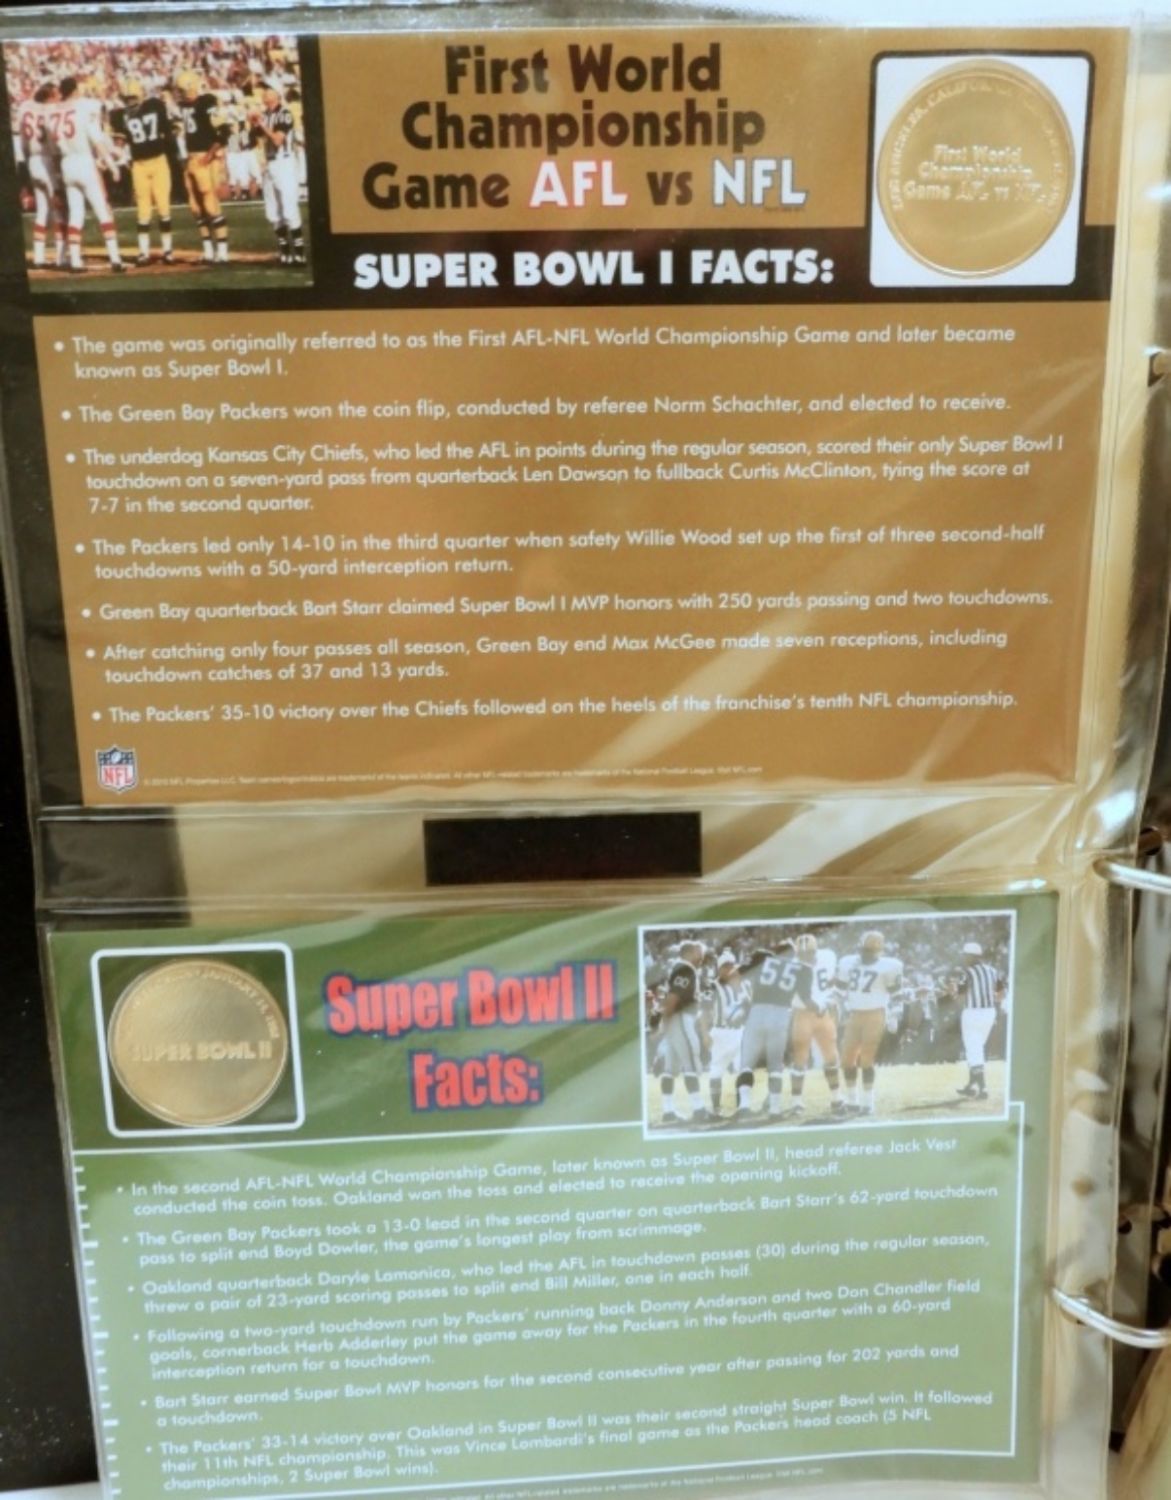 First World
Championship
Game AFL vs NFL
First World
Championship
Game AFL vs NFL
SUPER BOWL I FACTS:
65 75
87
• The game was originally referred to as the First AFL-NFL World Championship Game and later became
known as Super Bowl I.
• The Green Bay Packers won the coin flip, conducted by referee Norm Schachter, and elected to receive.
• The underdog Kansas City Chiefs, who led the AFL in points during the regular season, scored their only Super Bowl I
touchdown on a seven-yard pass from quarterback Len Dawson to fullback Curtis McClinton, tying the score at
7-7 in the second quarter.
• The Packers led only 14-10 in the third quarter when safety Willie Wood set up the first of three second-half
touchdowns with a 50-yard interception return.
• Green Bay quarterback Bart Starr claimed Super Bowl I MVP honors with 250 yards passing and two touchdowns.
• After catching only four passes all season, Green Bay end Max McGee made seven receptions, including
touchdown catches of 37 and 13 yards.
• The Packers' 35-10 victory over the Chiefs followed on the heels of the franchise's tenth NFL championship.
NFL
SUPER BOWL II
Super Bowl II
Facts:
55
87
• In the second AFL-NFL World Championship Game, later known as Super Bowl II, head referee Jack Vest
conducted the coin toss. Oakland won the toss and elected to receive the opening kickoff.
• The Green Bay Packers took a 13-0 lead in the second quarter on quarterback Bart Starr's 62-yard touchdown
pass to split end Boyd Dowler, the game's longest play from scrimmage.
• Oakland quarterback Daryle Lamonica, who led the AFL in touchdown passes (30) during the regular season,
threw a pair of 23-yard scoring passes to split end Bill Miller, one in each half.
• Following a two-yard touchdown run by Packers' running back Donny Anderson and two Don Chandler field
goals, cornerback Herb Adderley put the game away for the Packers in the fourth quarter with a 60-yard
interception return for a touchdown.
• Bart Starr earned Super Bowl MVP honors for the second consecutive year after passing for 202 yards and
a touchdown.
• The Packers' 33-14 victory over Oakland in Super Bowl II was their second straight Super Bowl win. It followed
their 11th NFL championship. This was Vince Lombardi's final game as the Packers head coach (5 NFL
championships, 2 Super Bowl wins).